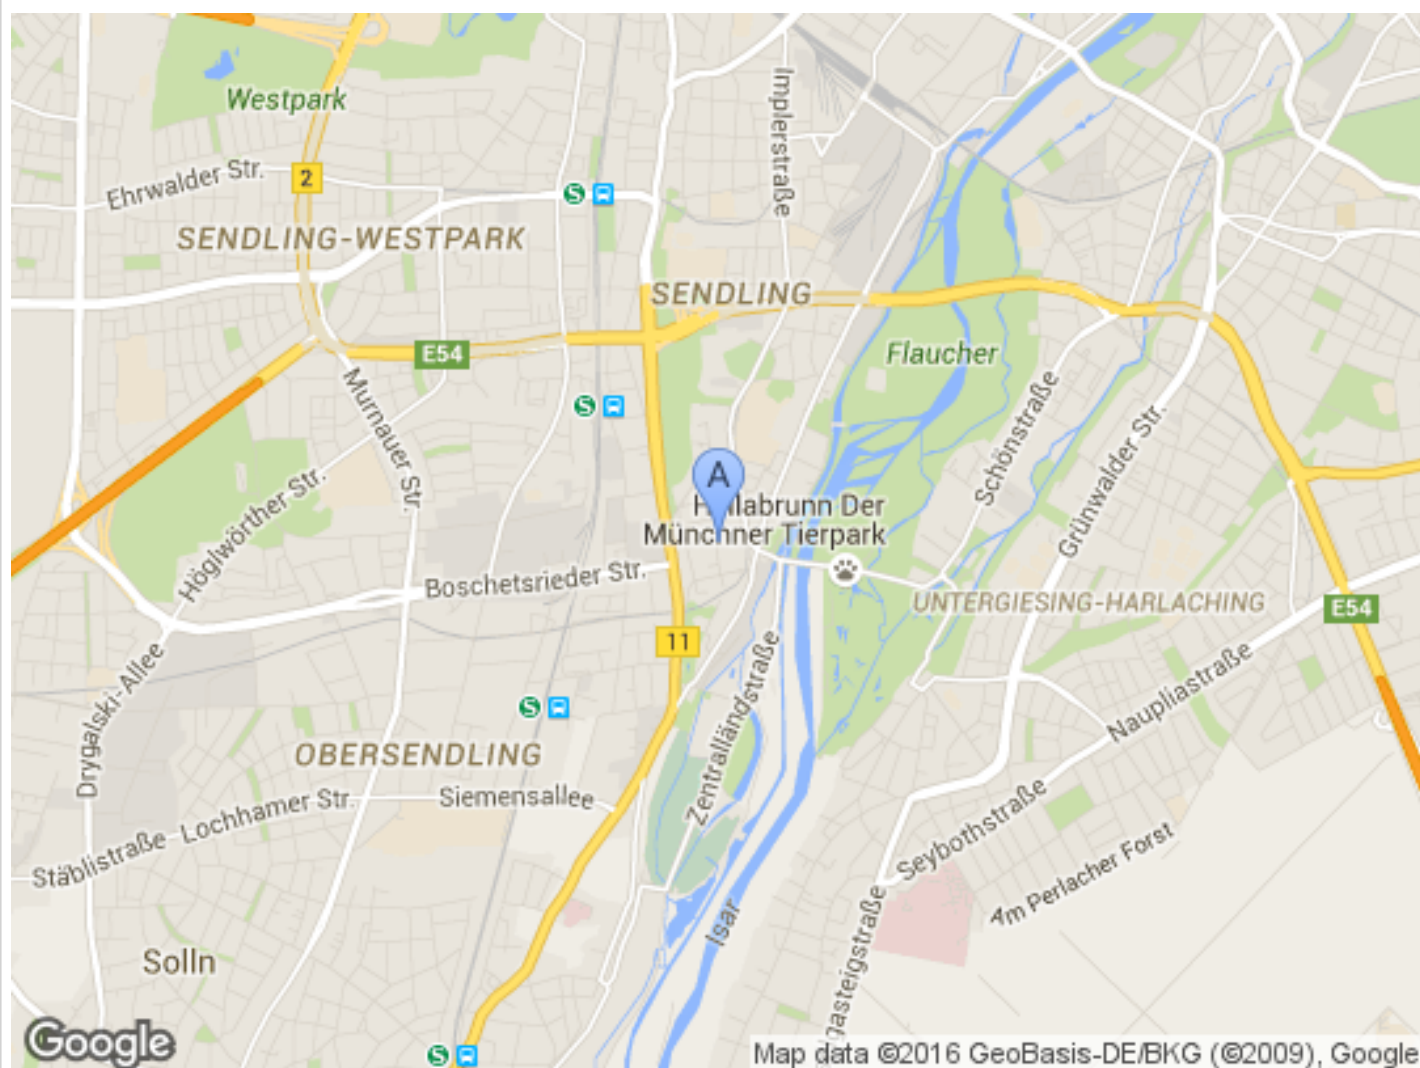 Westpark
Implerstraße
Ehrwalder Str.
2
S
SENDLING-WESTPARK
SENDLING
E54
Flaucher
Murnauer Str.
S
Schönstraße
Grünwalder Str.
A
Höglwörther Str.
Münchner Tierpark
Der
Boschetsrieder Str.
UNTERGIESING-HARLACHING
E54
11
Drygalski-Allee
Zentralländstraße
Naupliastraße
S
OBERSENDLING
Siemensallee
Stäblistraße
Lochhamer Str.
Seybothstraße
Am Perlacher Forst
Isar
Solln
S
Google
Map data ©2016 GeoBasis-DE/BKG (©2009), Google